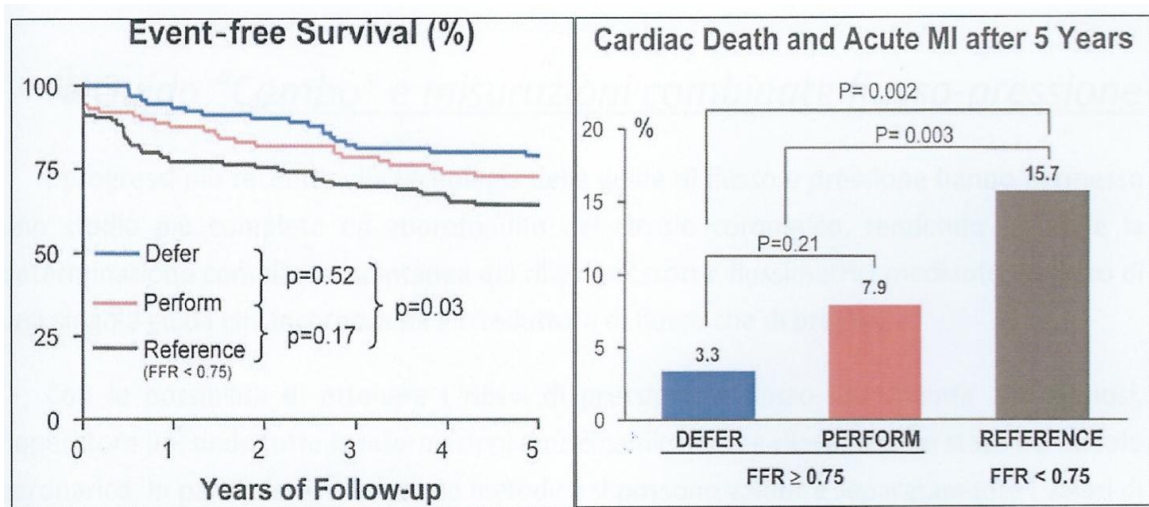 Event-free Survival (%)
100
75
50
25
0
Defer
Perform
Reference
(FFR < 0.75)
p=0.52
p=0.17
p=0.03
0 1 2 3 4 5
Years of Follow-up
Cardiac Death and Acute MI after 5 Years
P= 0.002
P= 0.003
P=0.21
%
20
15
10
5
0
3.3
7.9
15.7
DEFER PERFORM REFERENCE
FFR ≥ 0.75 FFR < 0.75